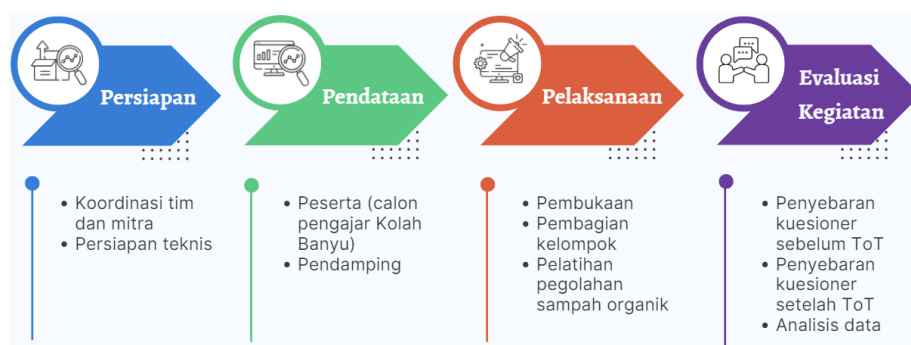 Persiapan
Pendataan
Pelaksanaan
Evaluasi
Kegiatan
• Koordinasi tim
dan mitra
• Persiapan teknis
• Peserta (calon
pengajar Kolah
Banyu)
• Pendamping
• Pembukaan
• Pembagian
kelompok
• Pelatihan
pegolahan
sampah organik
• Penyebaran
kuesioner
sebelum ToT
• Penyebaran
kuesioner
setelah ToT
• Analisis data